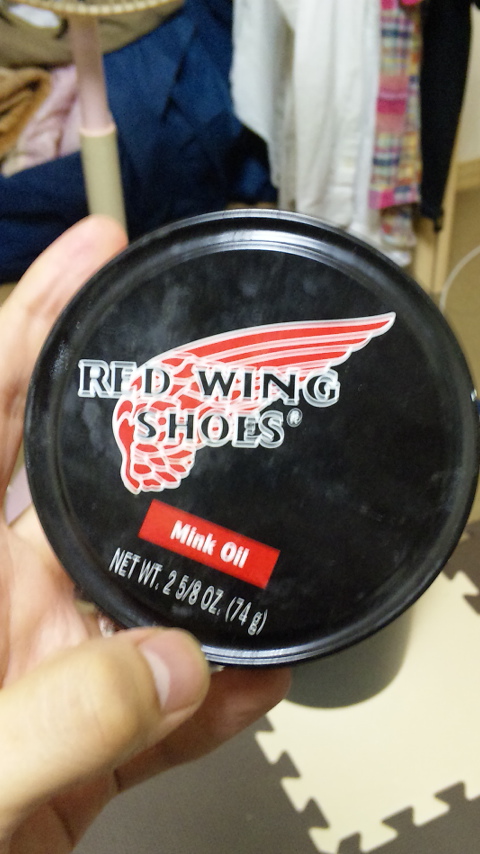 RED WING
SHOES®
Mink Oil
NET WT. 2 5/8 OZ. (74 g)